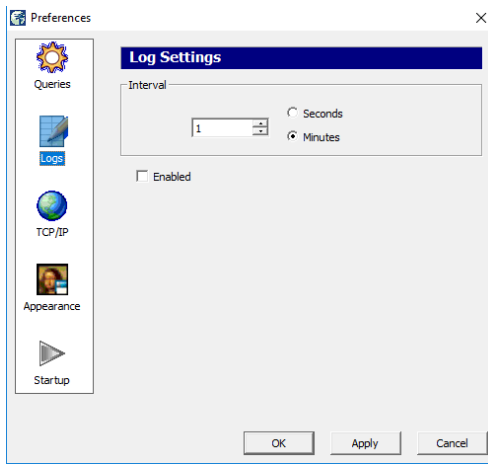 Preferences
Queries
Logs
TCP/IP
Appearance
Startup
Log Settings
Interval
1
Seconds
Minutes
Enabled
OK
Apply
Cancel